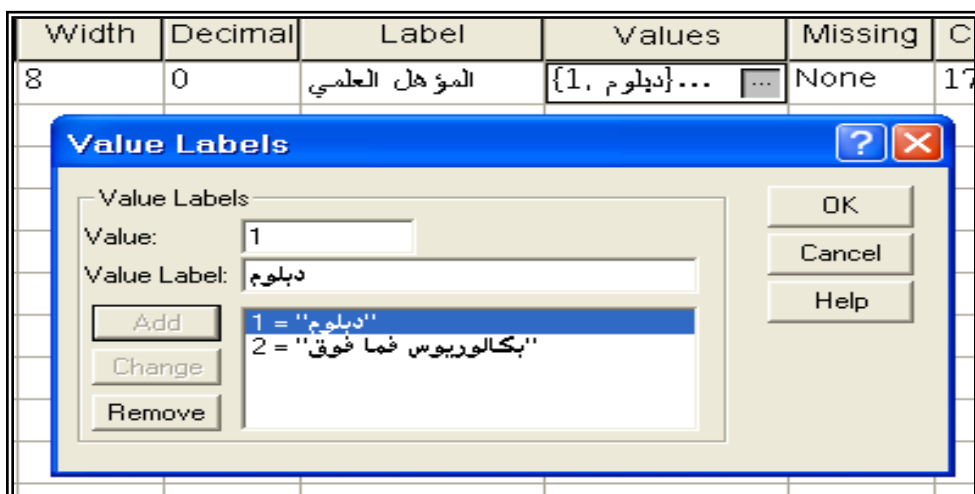 Width Decimal Label Values Missing C
8 0 المؤهل العلمي {1, دبلوم}... ... None
Value Labels ?
Value Labels
Value: 1
Value Label: دبلوم
OK
Cancel
Help
Add
Change
Remove
1 = "دبلوم"
2 = "بكالوريوس فما فوق"